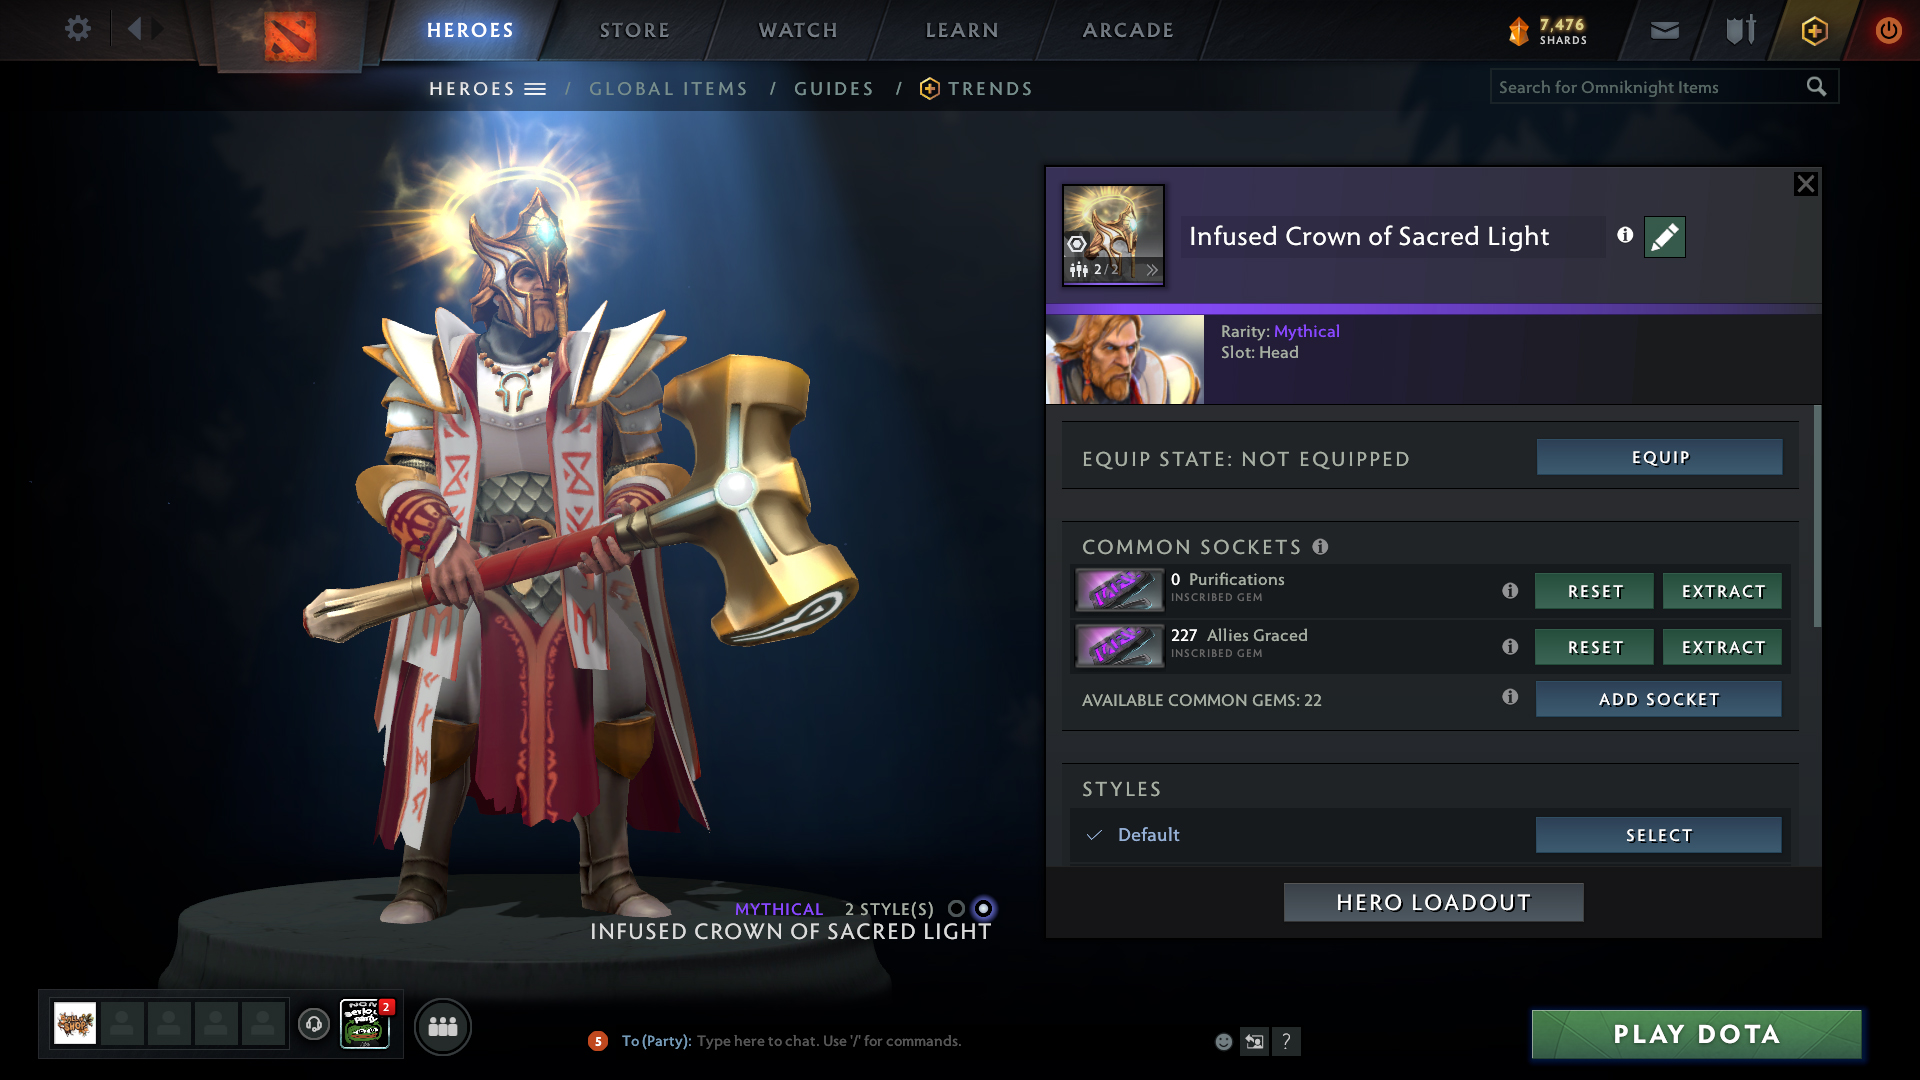 HEROES
STORE
WATCH
LEARN
ARCADE
7,476
SHARDS
HEROES / GLOBAL ITEMS / GUIDES / TRENDS
Search for Omniknight Items
2/2
Infused Crown of Sacred Light
Rarity: Mythical
Slot: Head
EQUIP STATE: NOT EQUIPPED
EQUIP
COMMON SOCKETS
0 Purifications
INSCRIBED GEM
RESET
EXTRACT
227 Allies Graced
INSCRIBED GEM
RESET
EXTRACT
AVAILABLE COMMON GEMS: 22
ADD SOCKET
STYLES
Default
SELECT
HERO LOADOUT
MYTHICAL 2 STYLE(S)
INFUSED CROWN OF SACRED LIGHT
2
5
To (Party): Type here to chat. Use '/' for commands.
?
PLAY DOTA